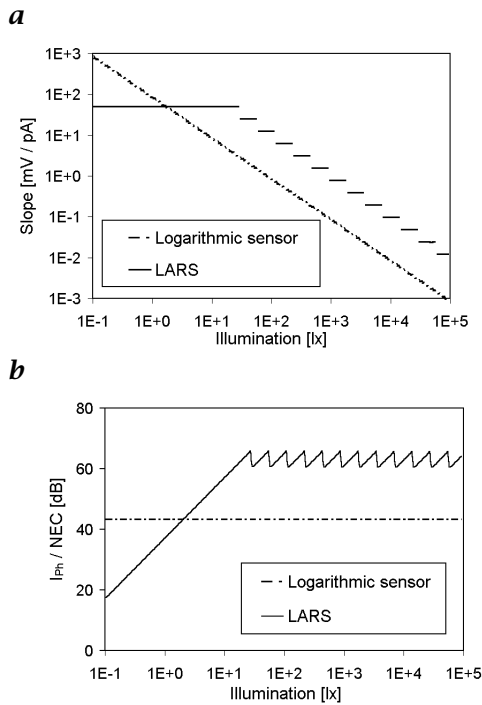 a
1E+3
1E+2
1E+1
1E+0
1E-1
1E-2
1E-3
Slope [mV / pA]
Logarithmic sensor
LARS
1E-1 1E+0 1E+1 1E+2 1E+3 1E+4 1E+5
Illumination [lx]
b
80
60
40
20
0
IPh / NEC [dB]
Logarithmic sensor
LARS
1E-1 1E+0 1E+1 1E+2 1E+3 1E+4 1E+5
Illumination [lx]